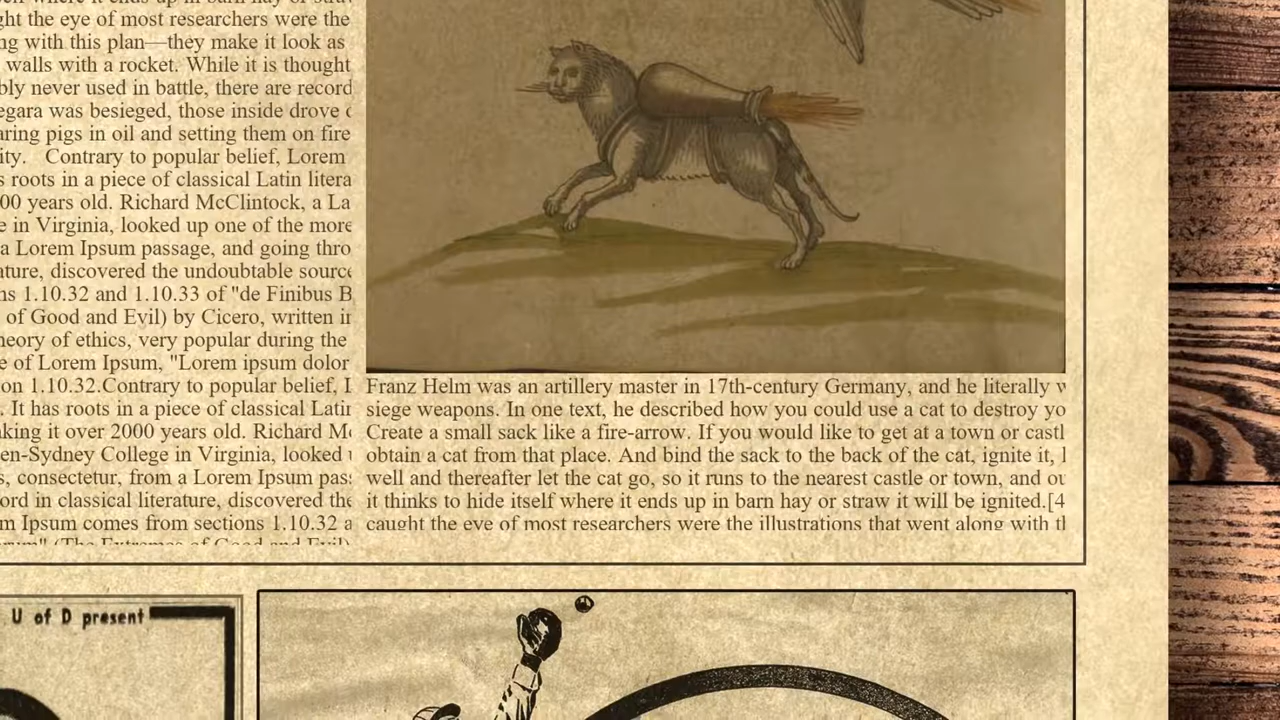 ght the eye of most researchers were the
ng with this plan—they make it look as
walls with a rocket. While it is thought
bly never used in battle, there are record
egara was besieged, those inside drove
aring pigs in oil and setting them on fire
ity. Contrary to popular belief, Lorem
s roots in a piece of classical Latin litera
00 years old. Richard McClintock, a La
e in Virginia, looked up one of the more
a Lorem Ipsum passage, and going thro
ature, discovered the undoubtable source
ns 1.10.32 and 1.10.33 of "de Finibus B
of Good and Evil) by Cicero, written in
heory of ethics, very popular during the
e of Lorem Ipsum, "Lorem ipsum dolor
on 1.10.32.Contrary to popular belief, L
. It has roots in a piece of classical Latin
aking it over 2000 years old. Richard Mc
en-Sydney College in Virginia, looked
s, consectetur, from a Lorem Ipsum pass
ord in classical literature, discovered the
m Ipsum comes from sections 1.10.32 a
(The Extremes of Good and Evil)
Franz Helm was an artillery master in 17th-century Germany, and he literally w
siege weapons. In one text, he described how you could use a cat to destroy yo
Create a small sack like a fire-arrow. If you would like to get at a town or castl
obtain a cat from that place. And bind the sack to the back of the cat, ignite it, l
well and thereafter let the cat go, so it runs to the nearest castle or town, and ou
it thinks to hide itself where it ends up in barn hay or straw it will be ignited.[4
caught the eye of most researchers were the illustrations that went along with th
U of D present